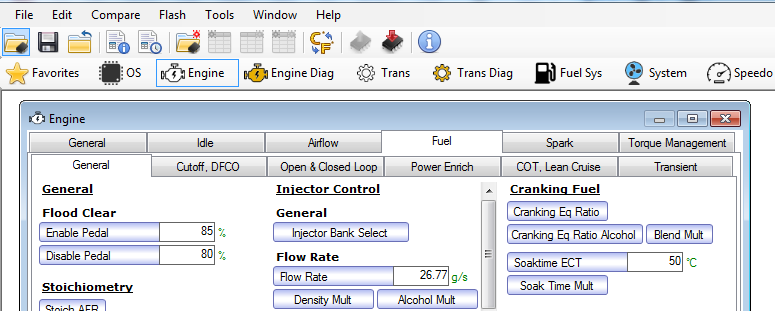 File Edit Compare Flash Tools Window Help
Favorites OS Engine Engine Diag Trans Trans Diag Fuel Sys System Speedo
Engine
General Idle Airflow Fuel Spark Torque Management
General Cutoff, DFCO Open & Closed Loop Power Enrich COT, Lean Cruise Transient
General
Flood Clear
Enable Pedal 85 %
Disable Pedal 80 %
Stoichiometry
Stoich AFR
Injector Control
General
Injector Bank Select
Flow Rate
Flow Rate 26.77 g/s
Density Mult Alcohol Mult
Cranking Fuel
Cranking Eq Ratio
Cranking Eq Ratio Alcohol Blend Mult
Soaktime ECT 50 °C
Soak Time Mult